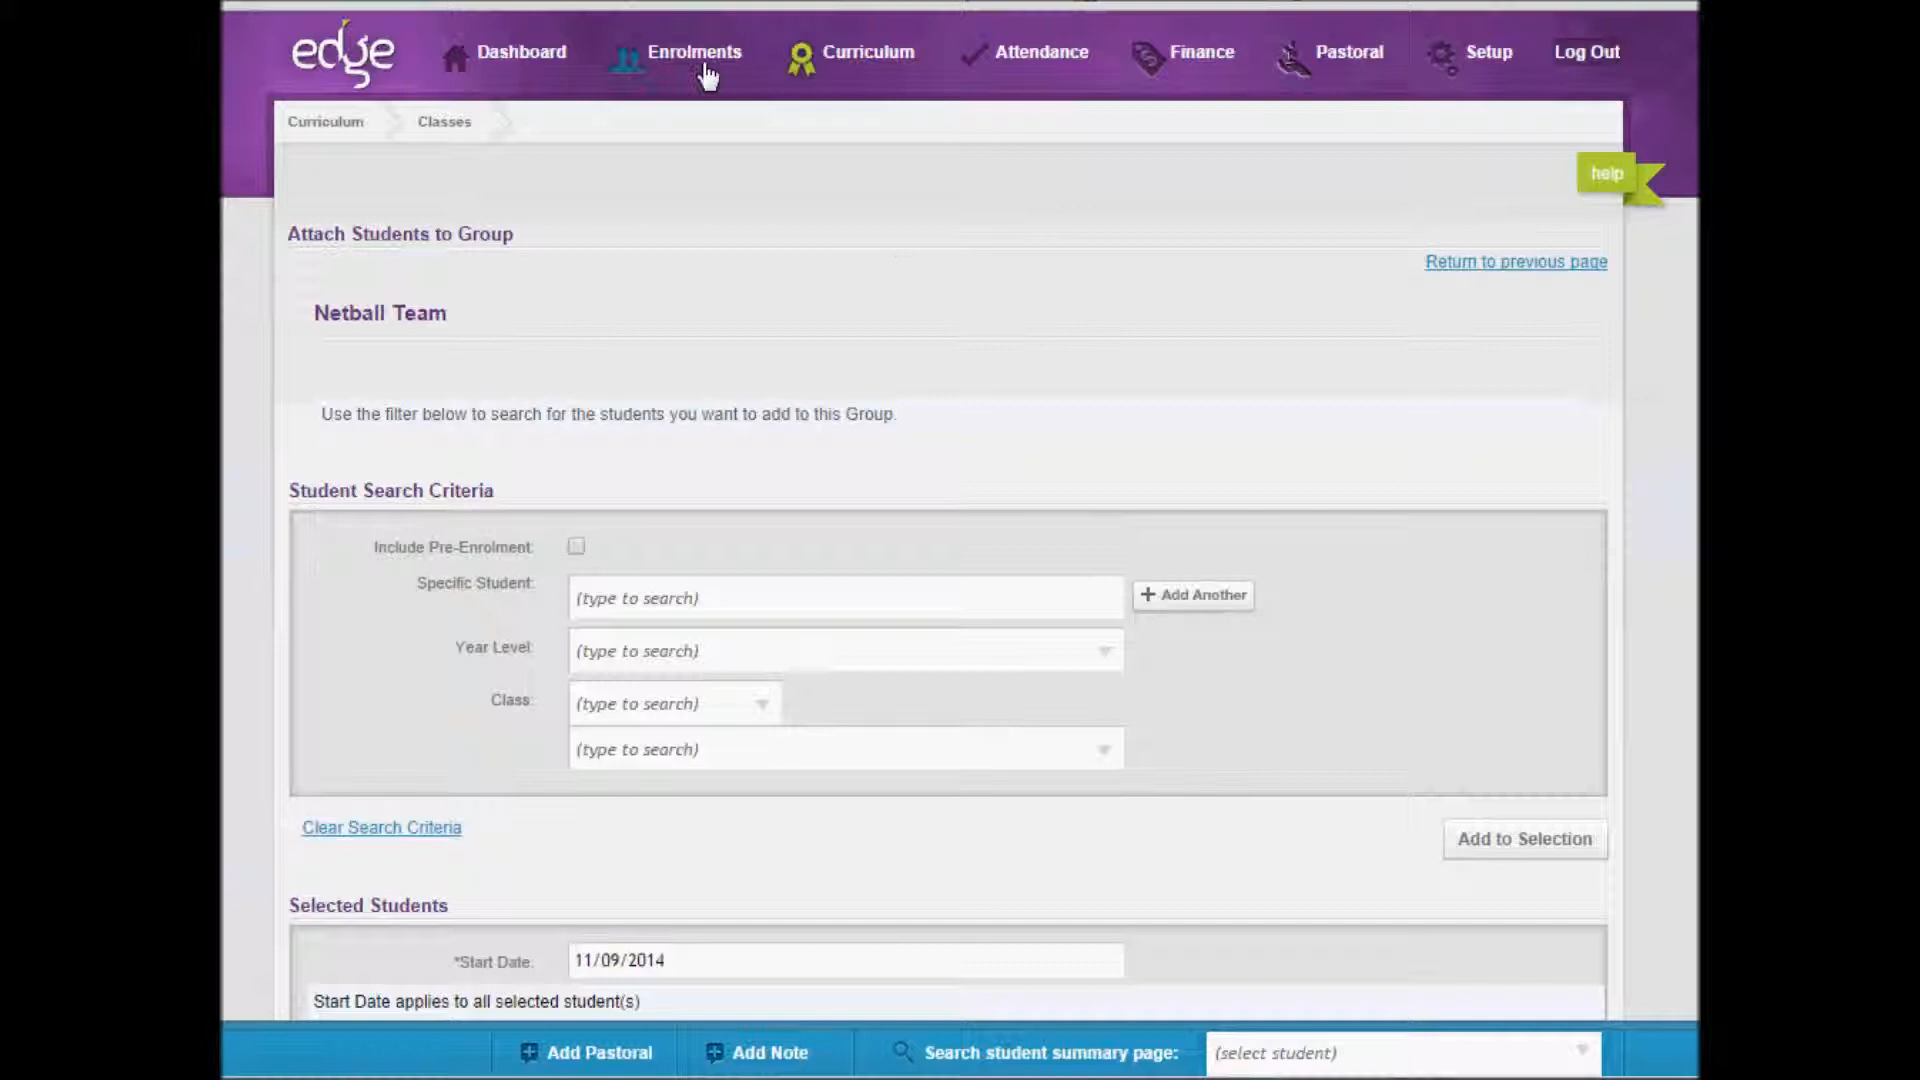 edge Dashboard Enrolments Curriculum Attendance Finance Pastoral Setup Log Out
Curriculum Classes
help
Attach Students to Group
Return to previous page
Netball Team
Use the filter below to search for the students you want to add to this Group.
Student Search Criteria
Include Pre-Enrolment:
Specific Student: (type to search) + Add Another
Year Level: (type to search)
Class: (type to search)
(type to search)
Clear Search Criteria
Add to Selection
Selected Students
*Start Date: 11/09/2014
Start Date applies to all selected student(s)
Add Pastoral Add Note Search student summary page: (select student)